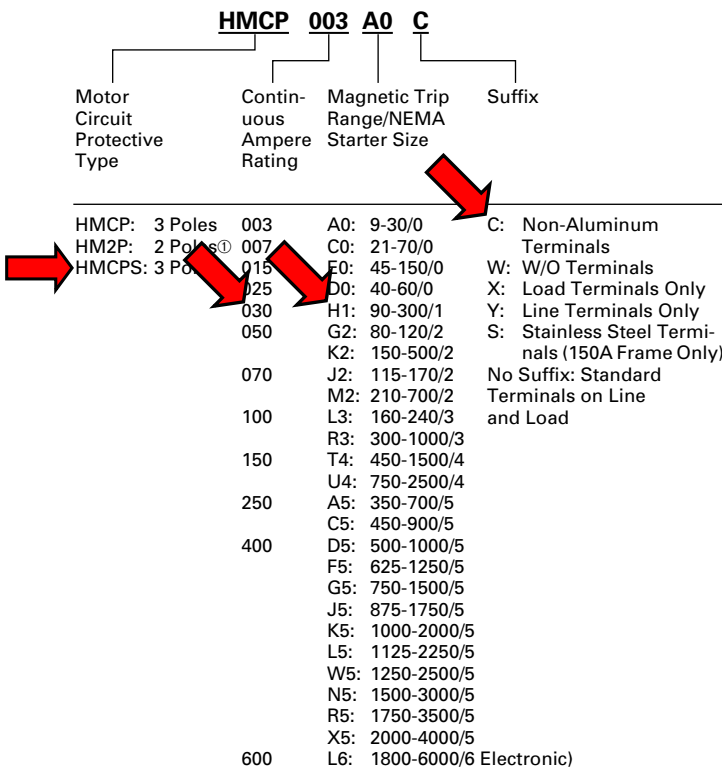 HMCP 003 A0 C
Motor Circuit Protective Type
Contin-
uous
Ampere
Rating
Magnetic Trip
Range/NEMA
Starter Size
Suffix
HMCP: 3 Poles
HM2P: 2 Poles①
HMCPS: 3
003
007
015
025
030
050
070
100
150
250
400
600
A0: 9-30/0
C0: 21-70/0
E0: 45-150/0
D0: 40-60/0
H1: 90-300/1
G2: 80-120/2
K2: 150-500/2
J2: 115-170/2
M2: 210-700/2
L3: 160-240/3
R3: 300-1000/3
T4: 450-1500/4
U4: 750-2500/4
A5: 350-700/5
C5: 450-900/5
D5: 500-1000/5
F5: 625-1250/5
G5: 750-1500/5
J5: 875-1750/5
K5: 1000-2000/5
L5: 1125-2250/5
W5: 1250-2500/5
N5: 1500-3000/5
R5: 1750-3500/5
X5: 2000-4000/5
L6: 1800-6000/6 Electronic)
C: Non-Aluminum
Terminals
W: W/O Terminals
X: Load Terminals Only
Y: Line Terminals Only
S: Stainless Steel Termi-
nals (150A Frame Only)
No Suffix: Standard
Terminals on Line
and Load